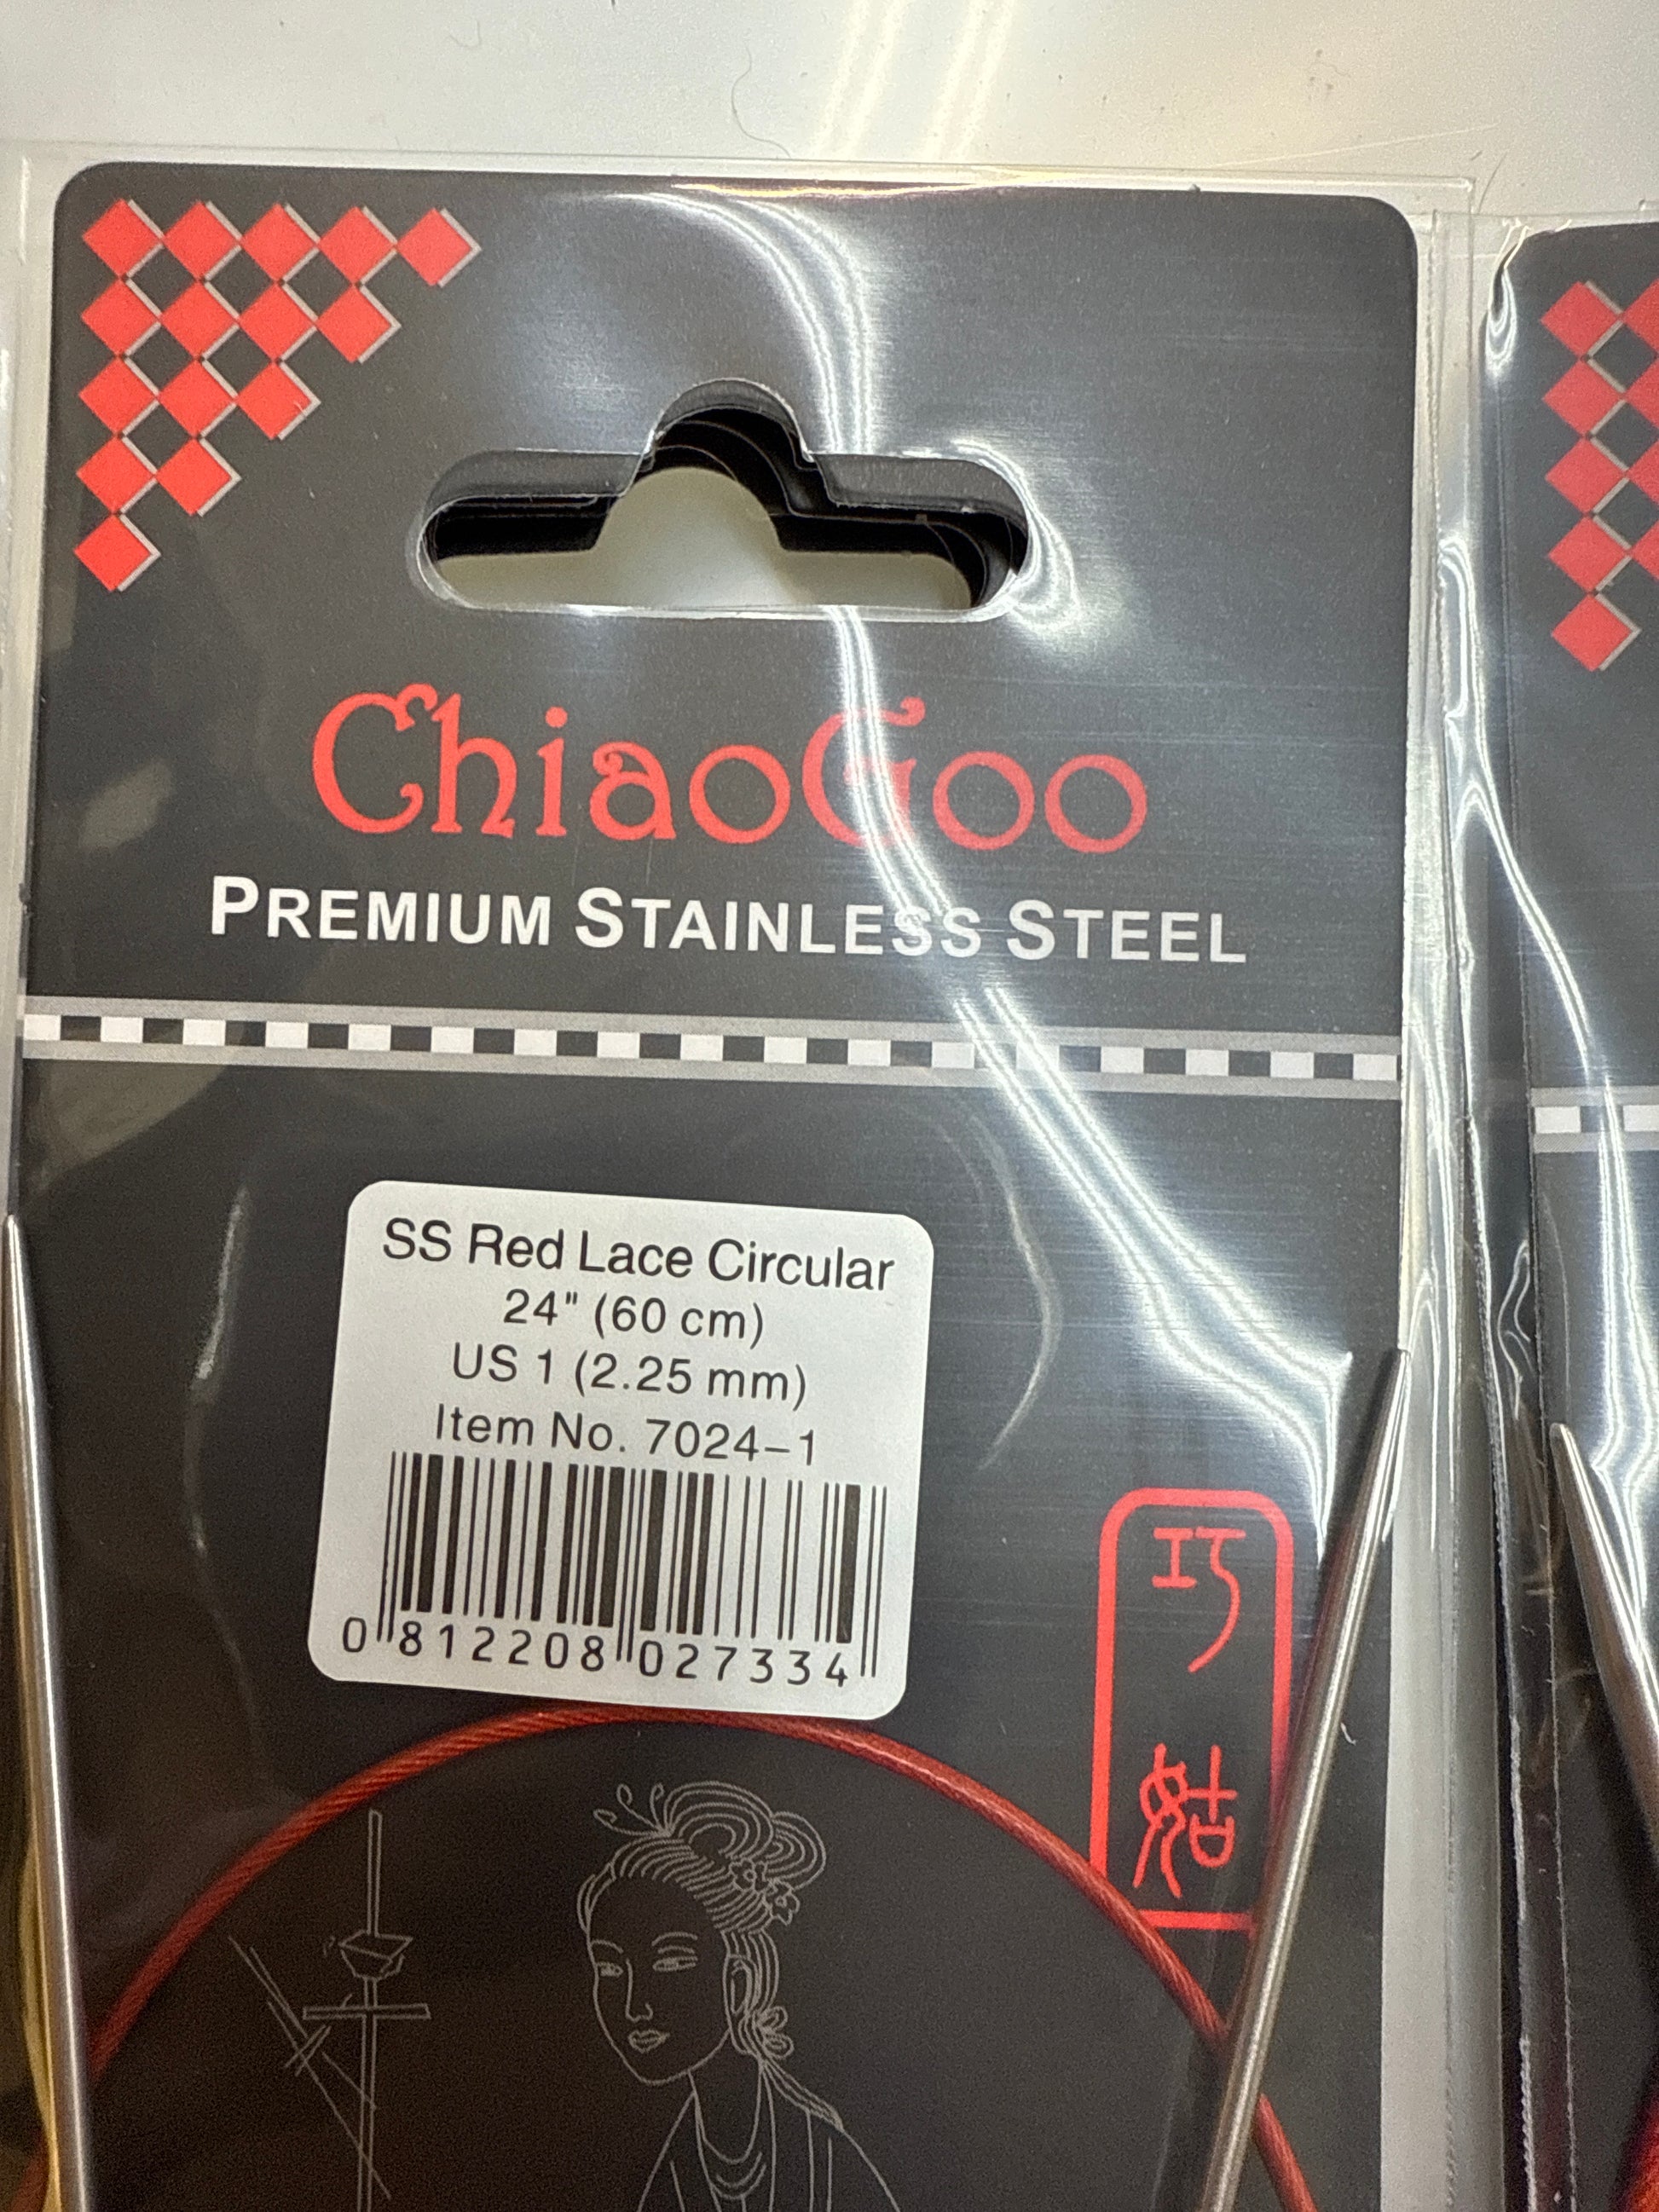 ChiaoGoo
PREMIUM STAINLESS STEEL
SS Red Lace Circular
24" (60 cm)
US 1 (2.25 mm)
Item No. 7024-1
0 812208 027334
巧
姑